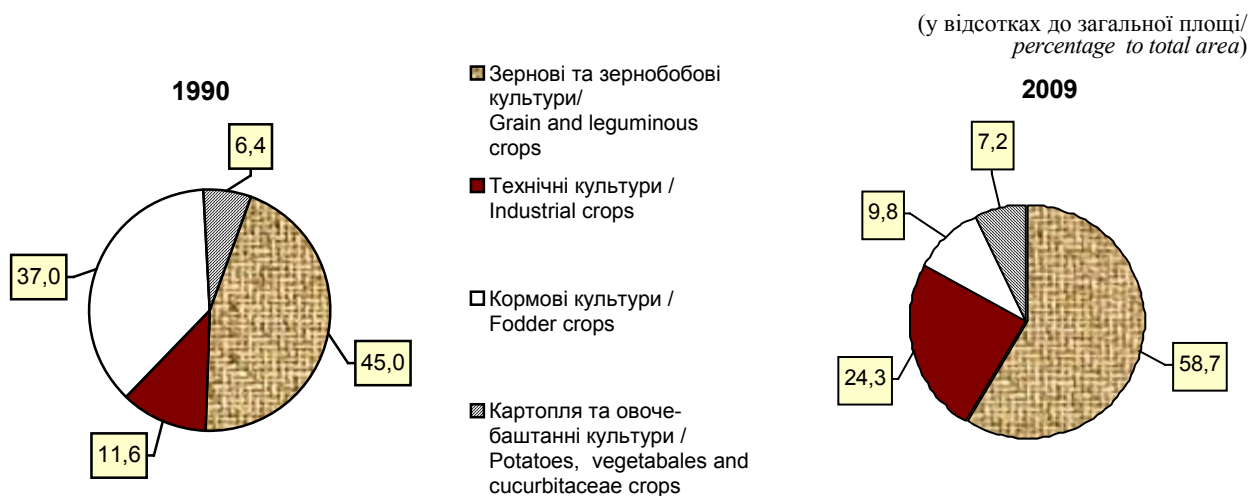 (у відсотках до загальної площі/
percentage to total area)
1990
6,4
37,0
45,0
11,6
Зернові та зернобобові
культури/
Grain and leguminous
crops
Технічні культури /
Industrial crops
Кормові культури /
Fodder crops
Картопля та овоче-
баштанні культури /
Potatoes, vegetabales and
cucurbitaceae crops
2009
7,2
9,8
24,3
58,7